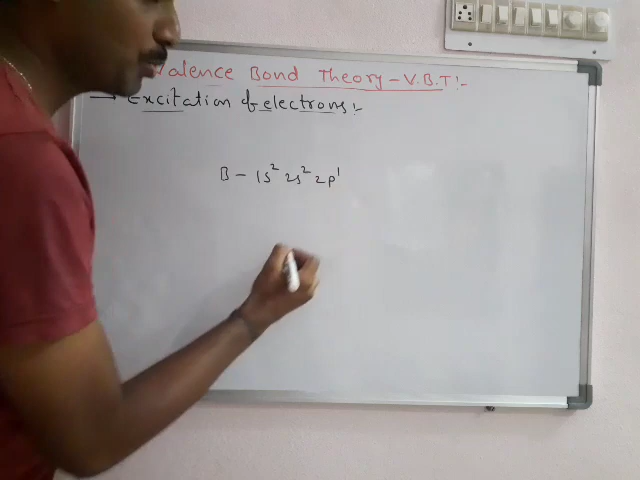 Valence Bond Theory - V.B.T!-
→ Excitation of electrons!-
B - 1s² 2s² 2p¹